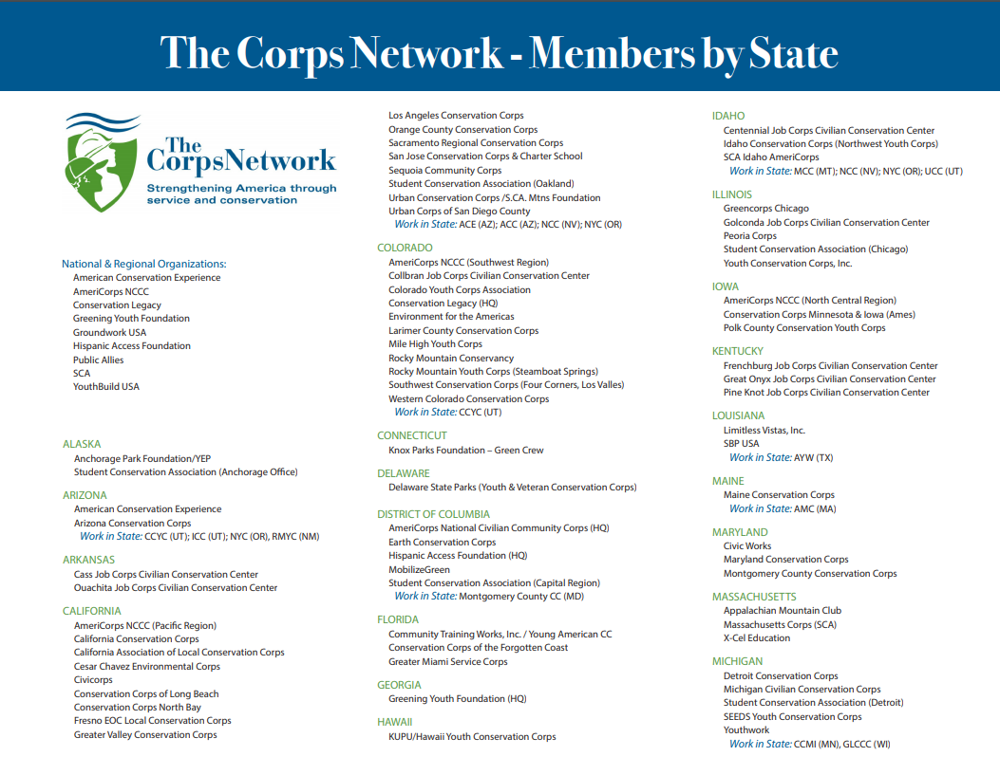 The Corps Network - Members by State
The
CorpsNetwork
Strengthening America through
service and conservation
National & Regional Organizations:
American Conservation Experience
AmeriCorps NCCC
Conservation Legacy
Greening Youth Foundation
Groundwork USA
Hispanic Access Foundation
Public Allies
SCA
YouthBuild USA
ALASKA
Anchorage Park Foundation/YEP
Student Conservation Association (Anchorage Office)
ARIZONA
American Conservation Experience
Arizona Conservation Corps
Work in State: CCYC (UT); ICC (UT); NYC (OR), RMYC (NM)
ARKANSAS
Cass Job Corps Civilian Conservation Center
Ouachita Job Corps Civilian Conservation Center
CALIFORNIA
AmeriCorps NCCC (Pacific Region)
California Conservation Corps
California Association of Local Conservation Corps
Cesar Chavez Environmental Corps
Civicorps
Conservation Corps of Long Beach
Conservation Corps North Bay
Fresno EOC Local Conservation Corps
Greater Valley Conservation Corps
Los Angeles Conservation Corps
Orange County Conservation Corps
Sacramento Regional Conservation Corps
San Jose Conservation Corps & Charter School
Sequoia Community Corps
Student Conservation Association (Oakland)
Urban Conservation Corps /S.CA. Mtns Foundation
Urban Corps of San Diego County
Work in State: ACE (AZ); ACC (AZ); NCC (NV); NYC (OR)
COLORADO
AmeriCorps NCCC (Southwest Region)
Collbran Job Corps Civilian Conservation Center
Colorado Youth Corps Association
Conservation Legacy (HQ)
Environment for the Americas
Larimer County Conservation Corps
Mile High Youth Corps
Rocky Mountain Conservancy
Rocky Mountain Youth Corps (Steamboat Springs)
Southwest Conservation Corps (Four Corners, Los Valles)
Western Colorado Conservation Corps
Work in State: CCYC (UT)
CONNECTICUT
Knox Parks Foundation – Green Crew
DELAWARE
Delaware State Parks (Youth & Veteran Conservation Corps)
DISTRICT OF COLUMBIA
AmeriCorps National Civilian Community Corps (HQ)
Earth Conservation Corps
Hispanic Access Foundation (HQ)
MobilizeGreen
Student Conservation Association (Capital Region)
Work in State: Montgomery County CC (MD)
FLORIDA
Community Training Works, Inc. / Young American CC
Conservation Corps of the Forgotten Coast
Greater Miami Service Corps
GEORGIA
Greening Youth Foundation (HQ)
HAWAII
KUPU/Hawaii Youth Conservation Corps
IDAHO
Centennial Job Corps Civilian Conservation Center
Idaho Conservation Corps (Northwest Youth Corps)
SCA Idaho AmeriCorps
Work in State: MCC (MT); NCC (NV); NYC (OR); UCC (UT)
ILLINOIS
Greencorps Chicago
Golconda Job Corps Civilian Conservation Center
Peoria Corps
Student Conservation Association (Chicago)
Youth Conservation Corps, Inc.
IOWA
AmeriCorps NCCC (North Central Region)
Conservation Corps Minnesota & Iowa (Ames)
Polk County Conservation Youth Corps
KENTUCKY
Frenchburg Job Corps Civilian Conservation Center
Great Onyx Job Corps Civilian Conservation Center
Pine Knot Job Corps Civilian Conservation Center
LOUISIANA
Limitless Vistas, Inc.
SBP USA
Work in State: AYW (TX)
MAINE
Maine Conservation Corps
Work in State: AMC (MA)
MARYLAND
Civic Works
Maryland Conservation Corps
Montgomery County Conservation Corps
MASSACHUSETTS
Appalachian Mountain Club
Massachusetts Corps (SCA)
X-Cel Education
MICHIGAN
Detroit Conservation Corps
Michigan Civilian Conservation Corps
Student Conservation Association (Detroit)
SEEDS Youth Conservation Corps
Youthwork
Work in State: CCMI (MN), GLCCC (WI)